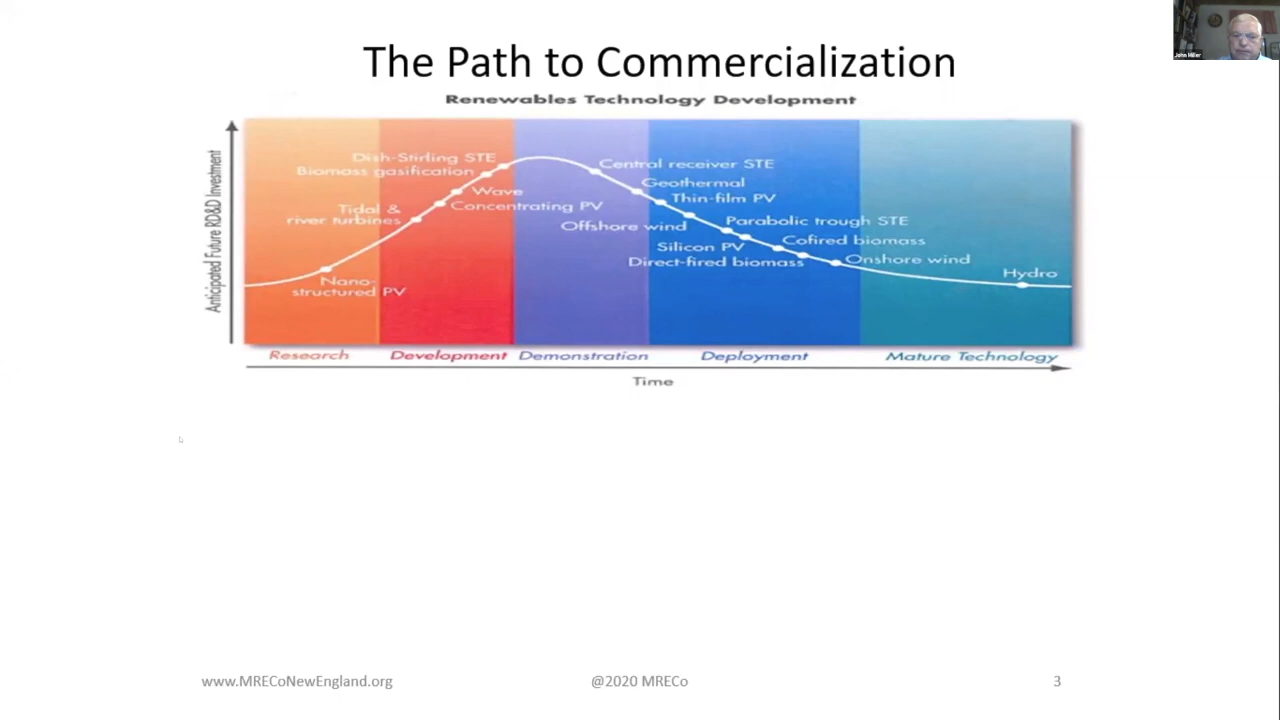 John Miller
The Path to Commercialization
Renewables Technology Development
Anticipated Future RD&D Investment
Dish-Stirling STE
Biomass gasification
Wave
Concentrating PV
Tidal &
river turbines
Nano-
structured PV
Central receiver STE
Geothermal
Thin-film PV
Offshore wind
Parabolic trough STE
Silicon PV
Cofired biomass
Direct-fired biomass
Onshore wind
Hydro
Research
Development
Demonstration
Deployment
Mature Technology
Time
www.MRECoNewEngland.org
@2020 MRECo
3